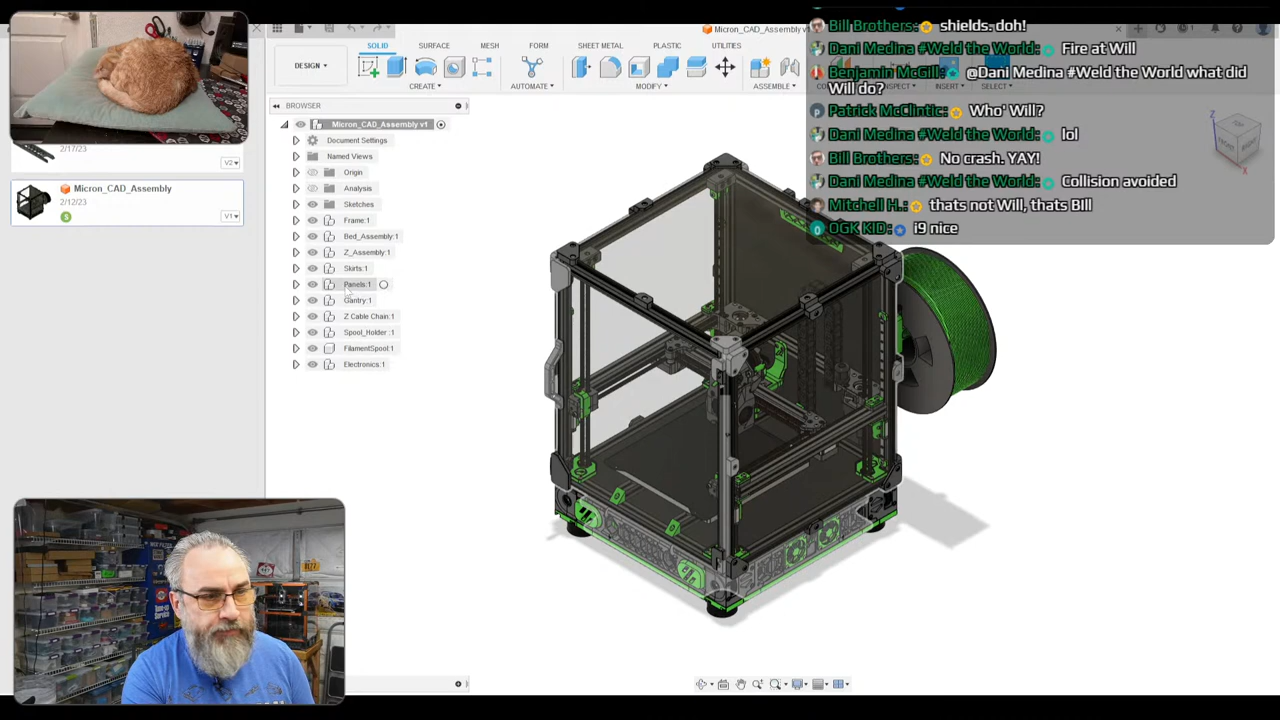 Micron_CAD_Assembly v1
SOLID
SURFACE
MESH
FORM
SHEET METAL
PLASTIC
UTILITIES
DESIGN
CREATE
AUTOMATE
MODIFY
ASSEMBLE
INSPECT
INSERT
SELECT
2/17/23
V2
Micron_CAD_Assembly
2/12/23
S
V1
BROWSER
Micron_CAD_Assembly v1
Document Settings
Named Views
Origin
Analysis
Sketches
Frame:1
Bed_Assembly:1
Z_Assembly:1
Skirts:1
Panels:1
Gantry:1
Z Cable Chain:1
Spool_Holder :1
FilamentSpool:1
Electronics:1
Z
X
Bill Brothers: shields. doh!
Dani Medina #Weld the World: Fire at Will
Benjamin McGill: @Dani Medina #Weld the World what did
Will do?
Patrick McClintic: Who' Will?
Dani Medina #Weld the World: lol
Bill Brothers: No crash. YAY!
Dani Medina #Weld the World: Collision avoided
Mitchell H.: thats not Will, thats BIll
OGK KID: i9 nice